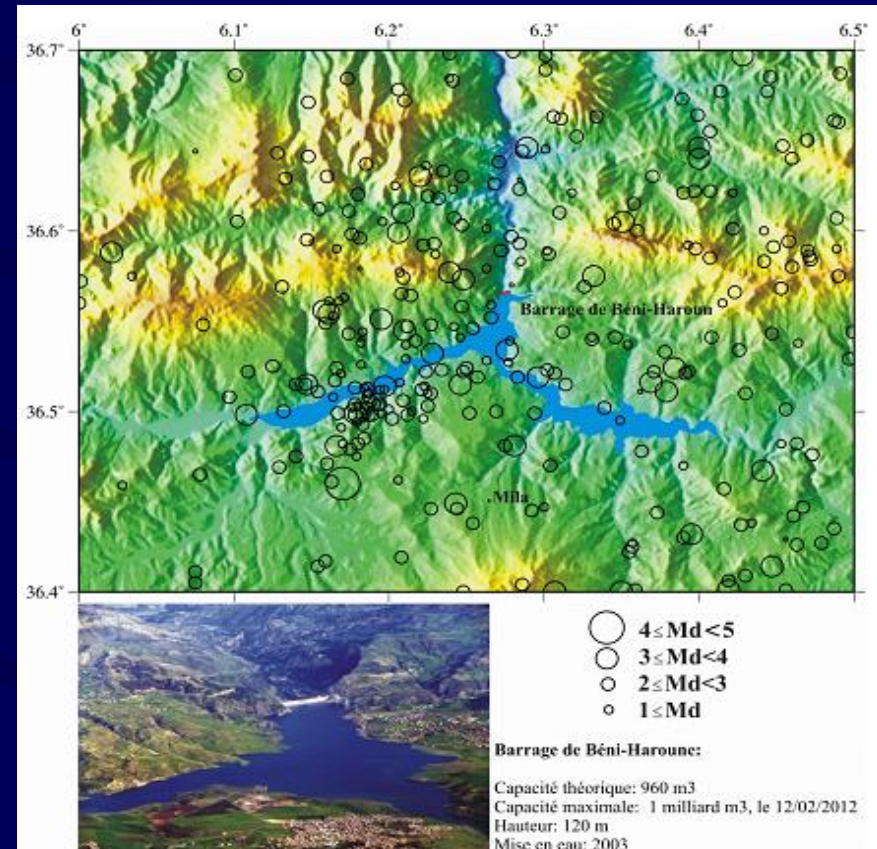 6° 6.1° 6.2° 6.3° 6.4° 6.5°
36.7°
36.6°
Barrage de Béni-Haroun
36.5°
.Mila
36.4°
4≤Md<5
3≤Md<4
2≤Md<3
1≤Md
Barrage de Béni-Haroune:
Capacité théorique: 960 m3
Capacité maximale: 1 milliard m3, le 12/02/2012
Hauteur: 120 m
Mise en eau: 2003